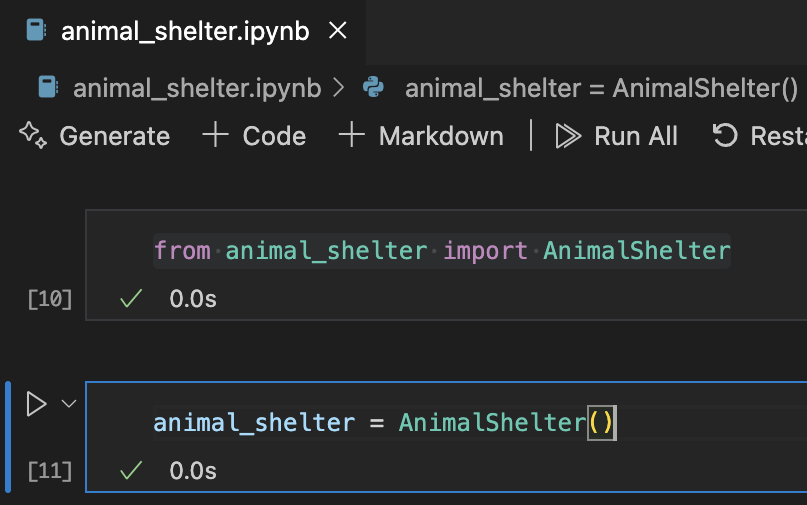 animal_shelter.ipynb
animal_shelter.ipynb > animal_shelter = AnimalShelter()
Generate + Code + Markdown | Run All Resta
from animal_shelter import AnimalShelter
[10] 0.0s
animal_shelter = AnimalShelter()
[11] 0.0s